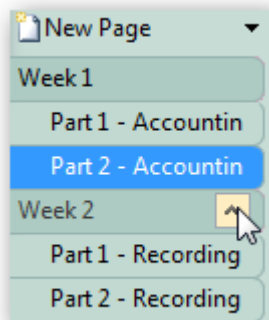 New Page
Week 1
Part 1 - Accountin
Part 2 - Accountin
Week 2
Part 1 - Recording
Part 2 - Recording